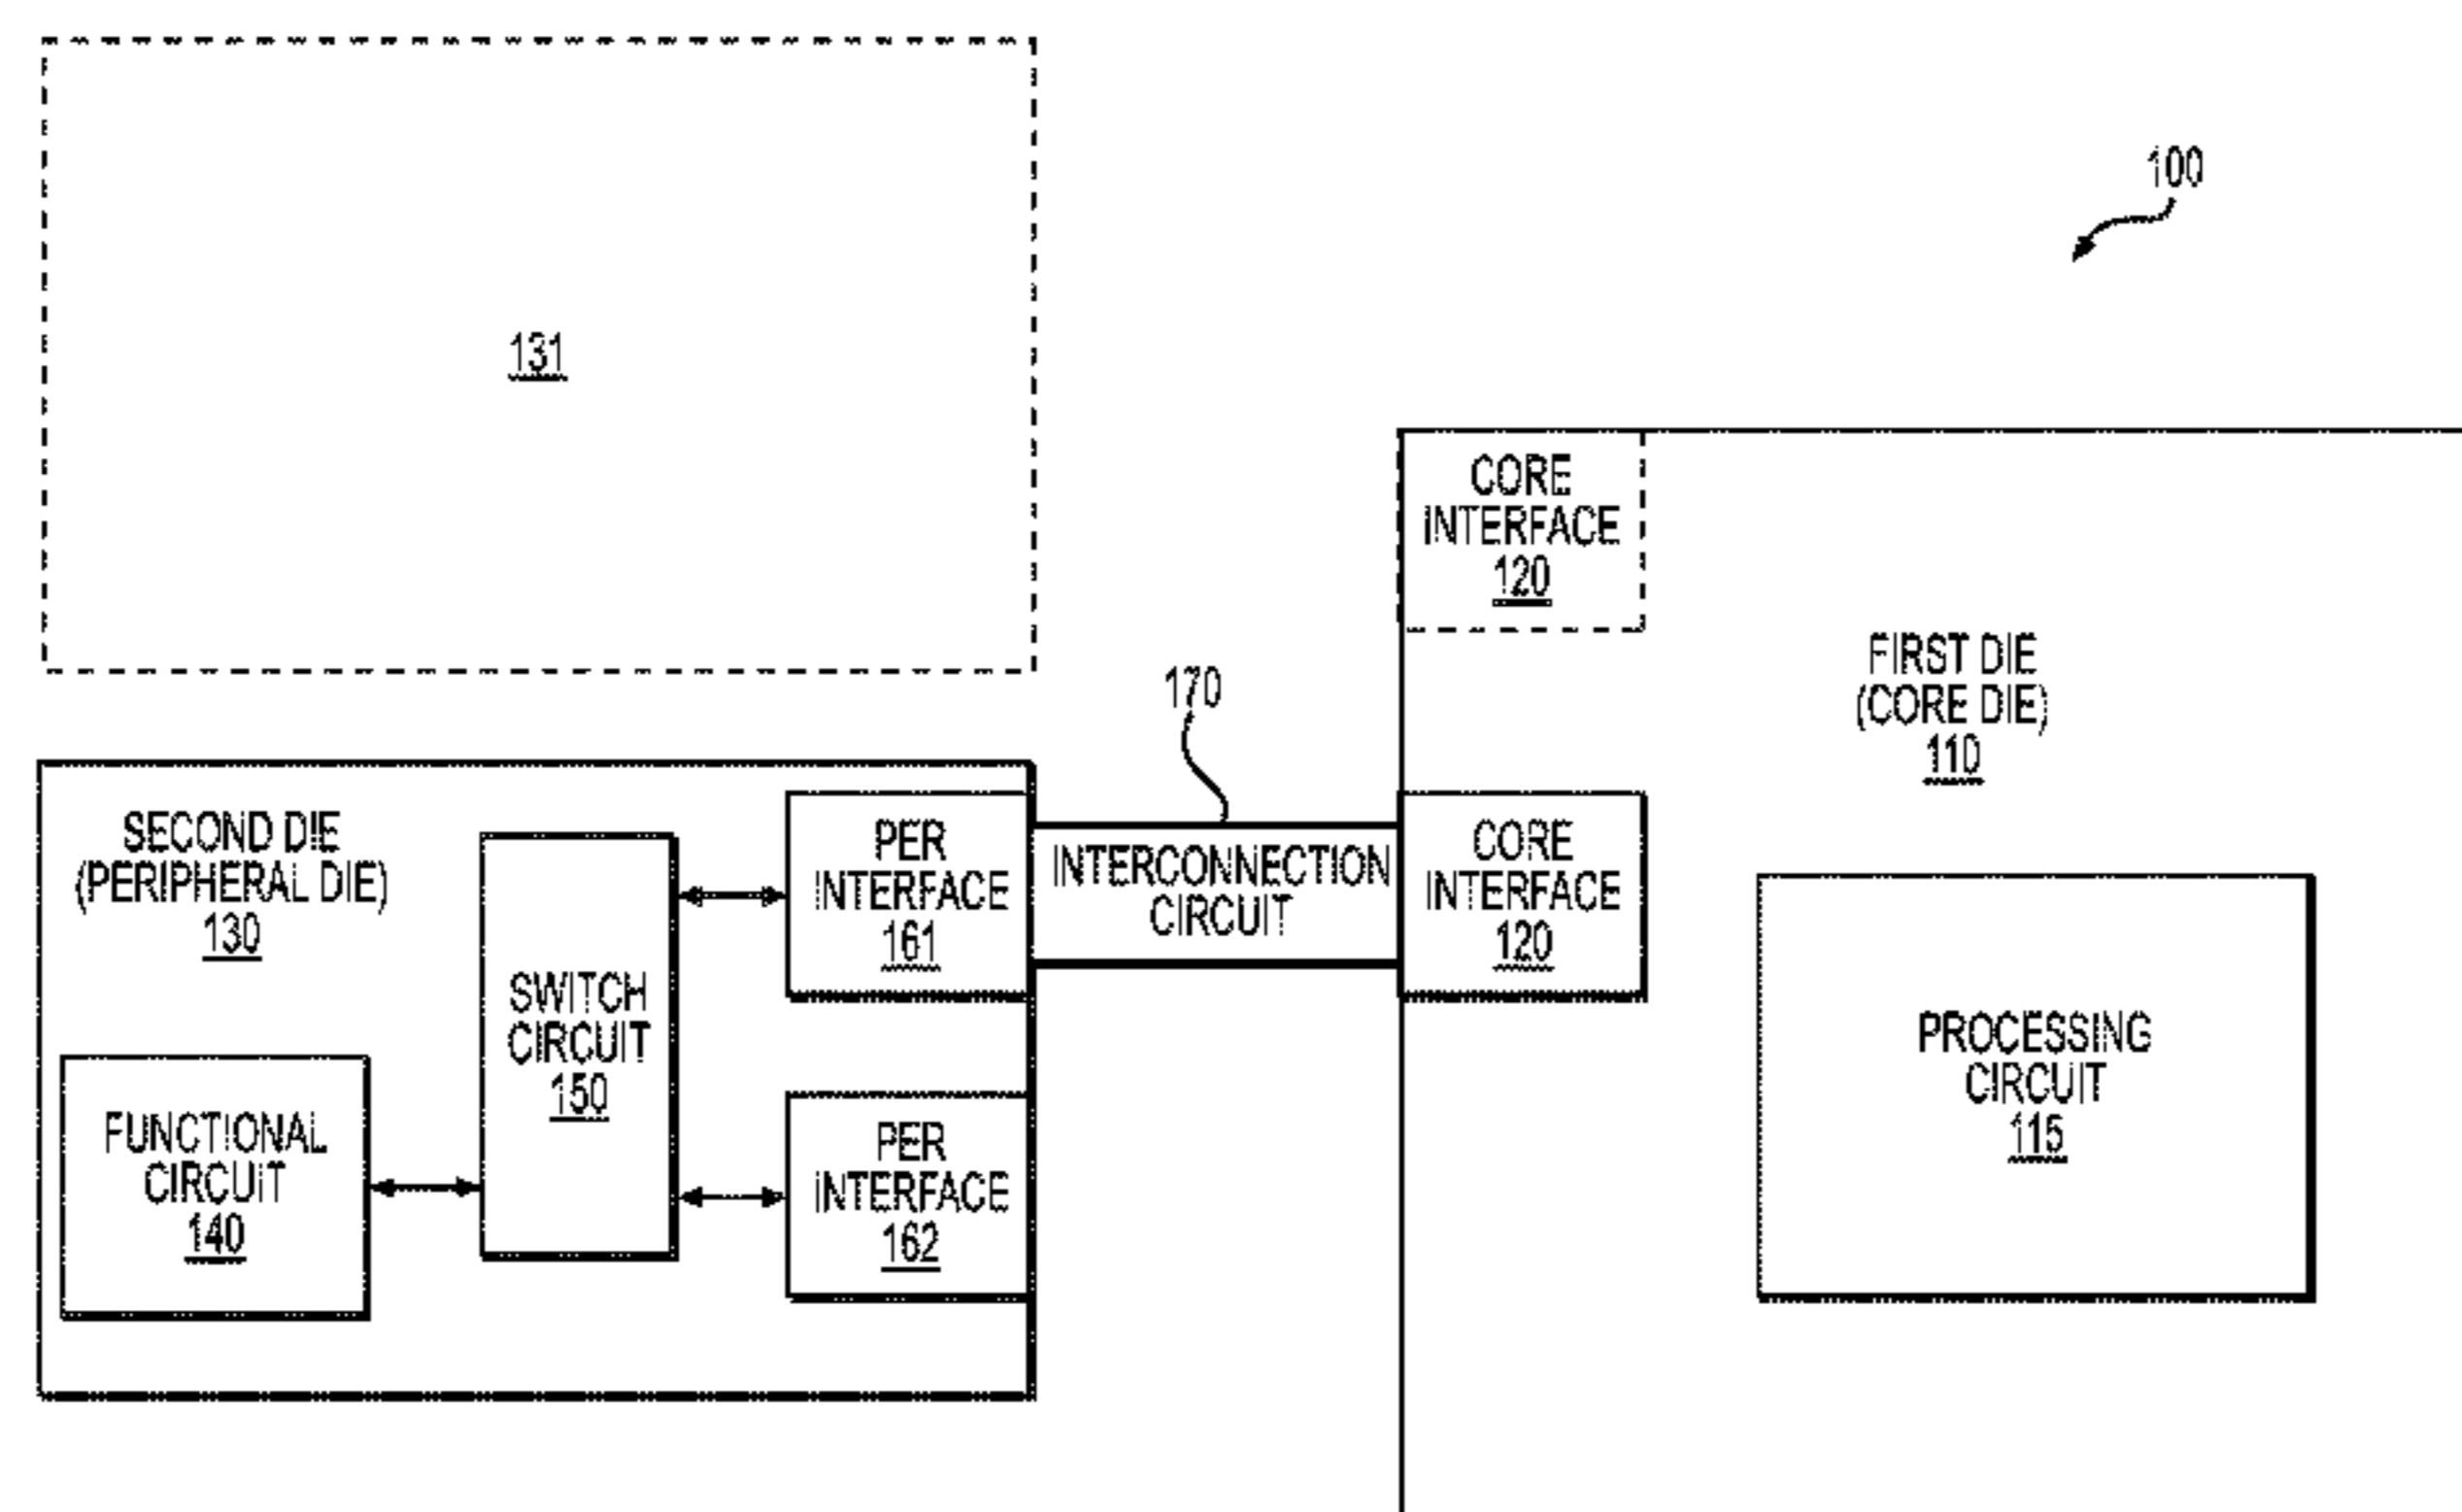 100
131
CORE
INTERFACE
120
FIRST DIE
(CORE DIE)
110
170
SECOND DIE
(PERIPHERAL DIE)
130
PER
INTERFACE
161
INTERCONNECTION
CIRCUIT
CORE
INTERFACE
120
SWITCH
CIRCUIT
150
PROCESSING
CIRCUIT
115
FUNCTIONAL
CIRCUIT
140
PER
INTERFACE
162